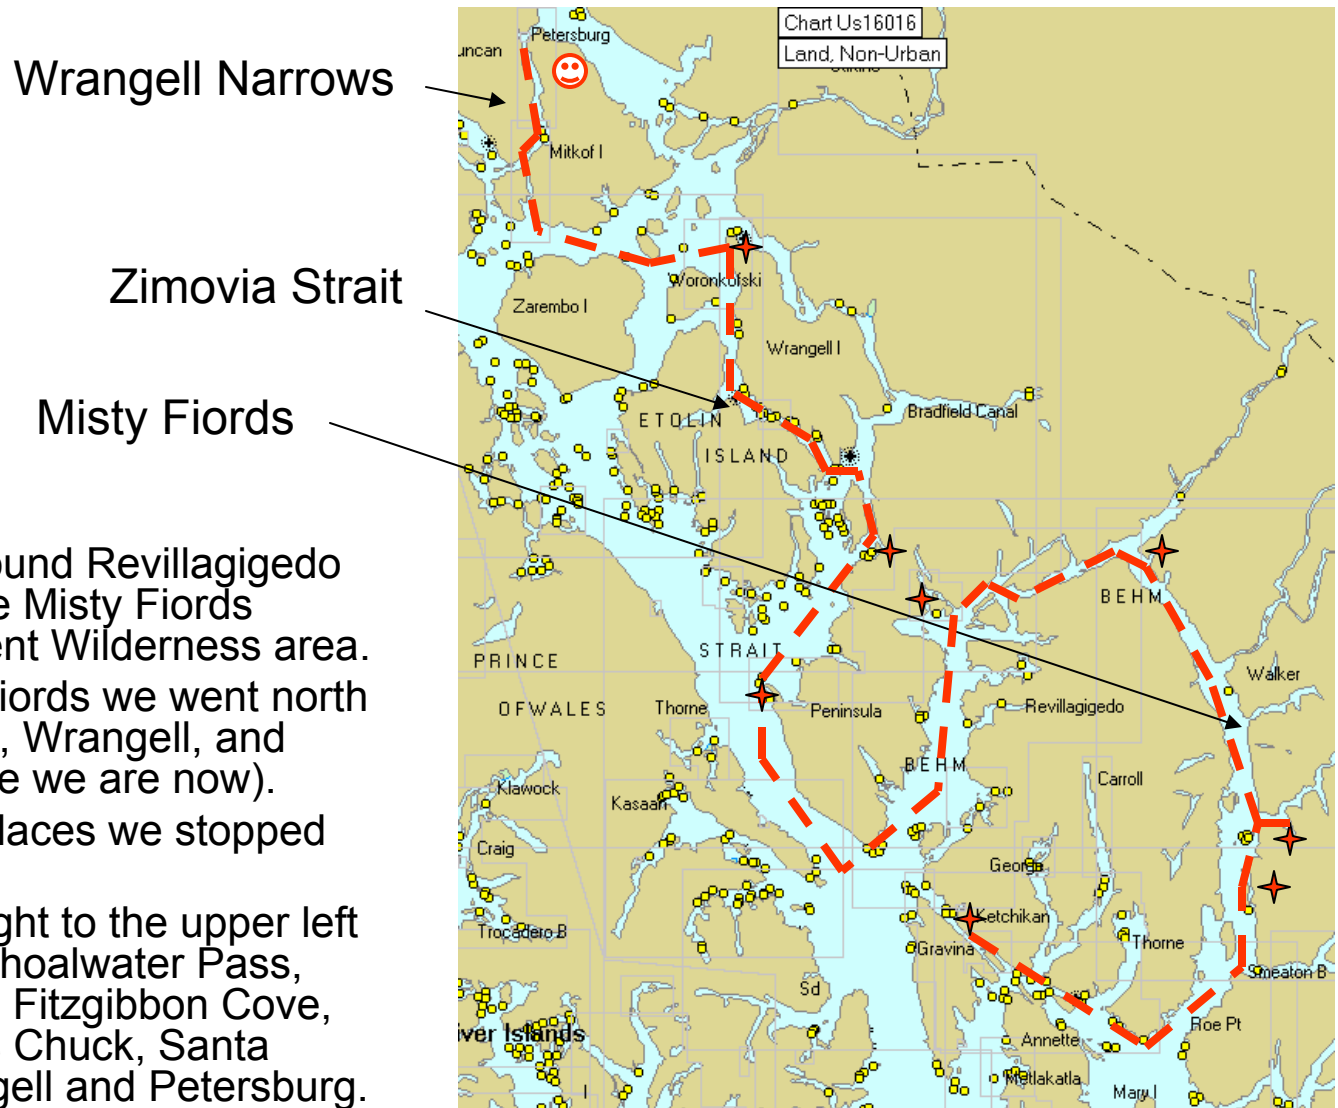 Wrangell Narrows
Zimovia Strait
Misty Fiords
ound Revillagigedo
e Misty Fiords
ent Wilderness area.
iords we went north
, Wrangell, and
e we are now).
laces we stopped
ght to the upper left
hoalwater Pass,
Fitzgibbon Cove,
Chuck, Santa
gell and Petersburg.
Chart Us16016
Land, Non-Urban
Petersburg
uncan
Mitkof I
Woronkofski
Zarembo I
Wrangell I
Bradfield Canal
ETOLIN
ISLAND
BEHM
STRAIT
PRINCE
Walker
OFWALES
Thorne
Peninsula
Revillagigedo
BEHM
Carroll
Klawock
Kasaan
Craig
George
Ketchikan
Trocadero B
Gravina
Thorne
Smeaton B
Sd
Roe Pt
iver Islands
Annette
Metlakatla
Mary I
I